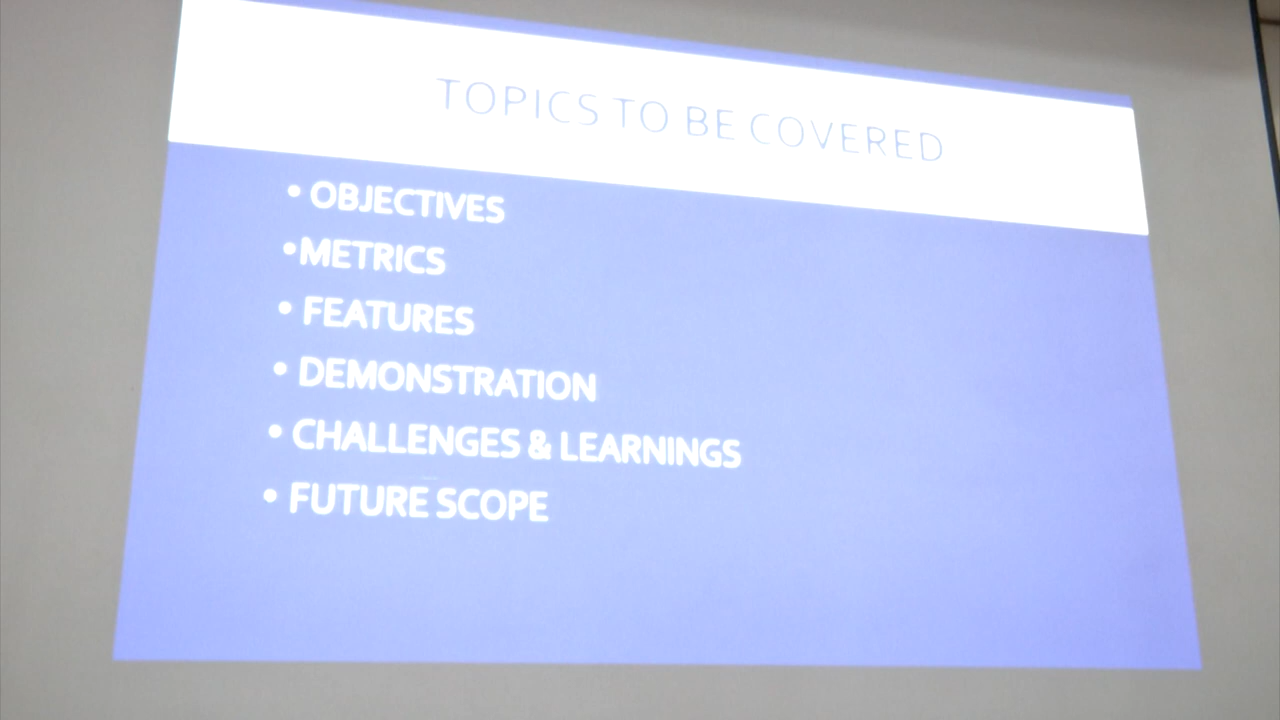 TOPICS TO BE COVERED
• OBJECTIVES
• METRICS
• FEATURES
• DEMONSTRATION
• CHALLENGES & LEARNINGS
• FUTURE SCOPE